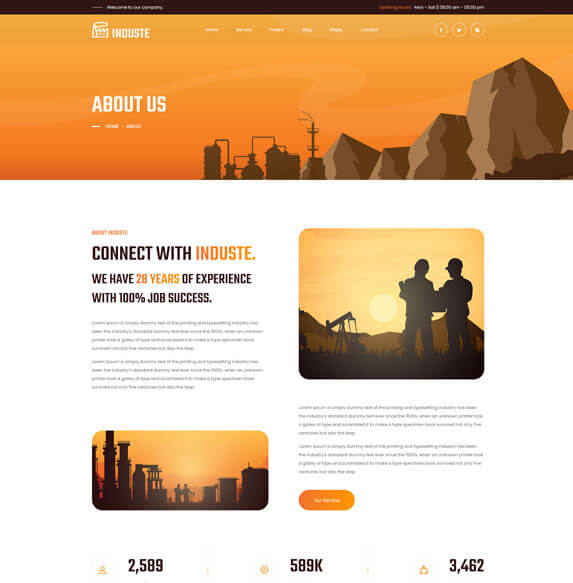 Welcome to our company.
Opening hours: Mon - Sat $ 08:00 am - 05:00 pm
INDUSTE
Home
Service
Project
Blog
Pages
Contact
ABOUT US
HOME • ABOUT
ABOUT INDUSTE
CONNECT WITH INDUSTE.
WE HAVE 28 YEARS OF EXPERIENCE
WITH 100% JOB SUCCESS.
Lorem Ipsum is simply dummy text of the printing and typesetting industry has
been the industry's standard dummy text ever since the 1500s, when an unknown
printer took a galley of type and scrambled it to make a type specimen book
survived not only five centuries but also the leap.
Lorem Ipsum is simply dummy text of the printing and typesetting industry has
been the industry's standard dummy text ever since the 1500s, when an unknown
printer took a galley of type and scrambled it to make a type specimen book
survived not only five centuries but also the leap.
Lorem Ipsum is simply dummy text of the printing and typesetting industry has been
the industry's standard dummy text ever since the 1500s, when an unknown printer took
a galley of type and scrambled it to make a type specimen book survived not only five
centuries but also the leap.
Lorem Ipsum is simply dummy text of the printing and typesetting industry has been
the industry's standard dummy text ever since the 1500s, when an unknown printer took
a galley of type and scrambled it to make a type specimen book survived not only five
centuries but also the leap.
Our Service
2,589
589K
3,462